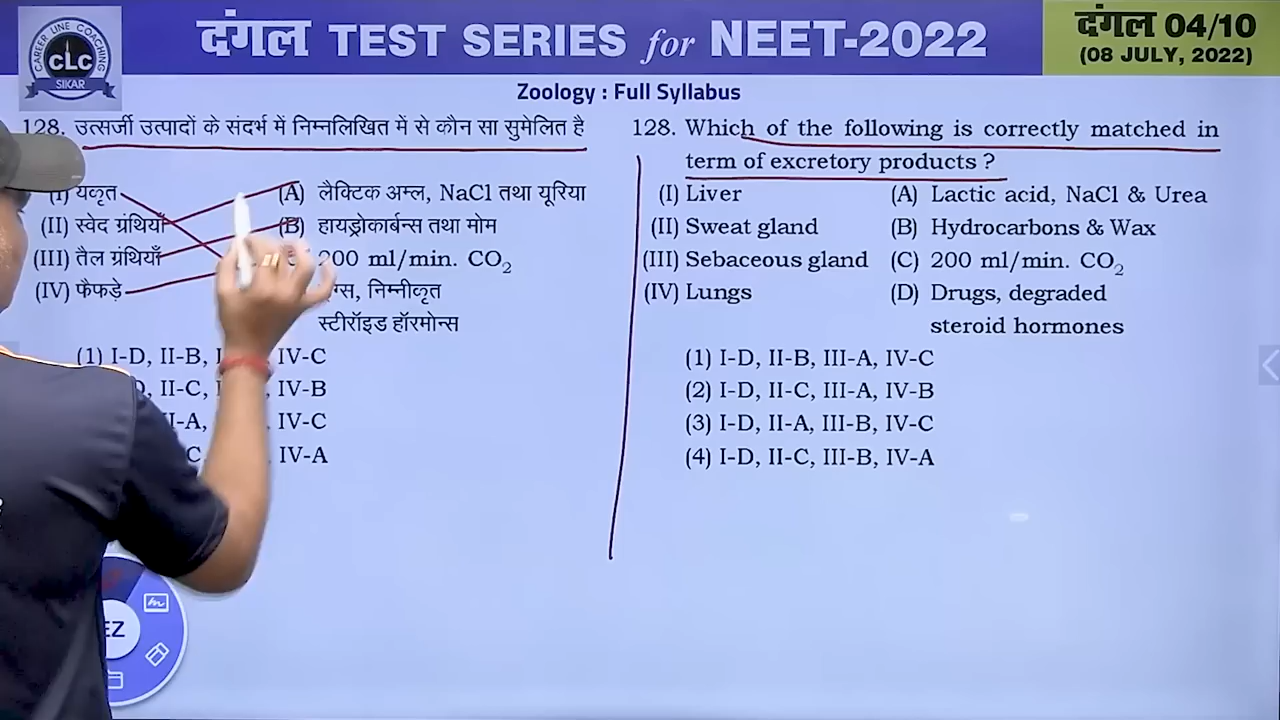 CAREER LINE COACHING
CLC
SIKAR
दंगल TEST SERIES for NEET-2022
दंगल 04/10
(08 JULY, 2022)
Zoology : Full Syllabus
128. उत्सर्जी उत्पादों के संदर्भ में निम्नलिखित में से कौन सा सुमेलित है
(I) यकृत (A) लैक्टिक अम्ल, NaCl तथा यूरिया
(II) स्वेद ग्रंथियाँ (B) हायड्रोकार्बन्स तथा मोम
(III) तैल ग्रंथियाँ 200 ml/min. CO2
(IV) फैफड़े निम्नीकृत
स्टीरॉइड हॉरमोन्स
(1) I-D, II-B, IV-C
II-C, IV-B
IV-C
IV-A
128. Which of the following is correctly matched in
term of excretory products ?
(I) Liver (A) Lactic acid, NaCl & Urea
(II) Sweat gland (B) Hydrocarbons & Wax
(III) Sebaceous gland (C) 200 ml/min. CO2
(IV) Lungs (D) Drugs, degraded
steroid hormones
(1) I-D, II-B, III-A, IV-C
(2) I-D, II-C, III-A, IV-B
(3) I-D, II-A, III-B, IV-C
(4) I-D, II-C, III-B, IV-A
EZ